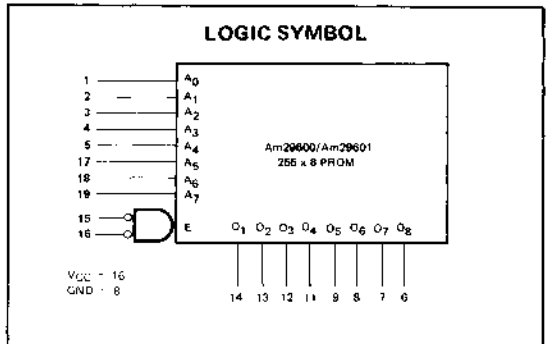 LOGIC SYMBOL
1 A0
2 A1
3 A2
4 A3
5 A4
17 A5
18 A6
19 A7
Am29600/Am29601
256 x 8 PROM
15
16
E O1 O2 O3 O4 O5 O6 O7 O8
VCC = 16
GND = 8
14 13 12 11 9 8 7 6